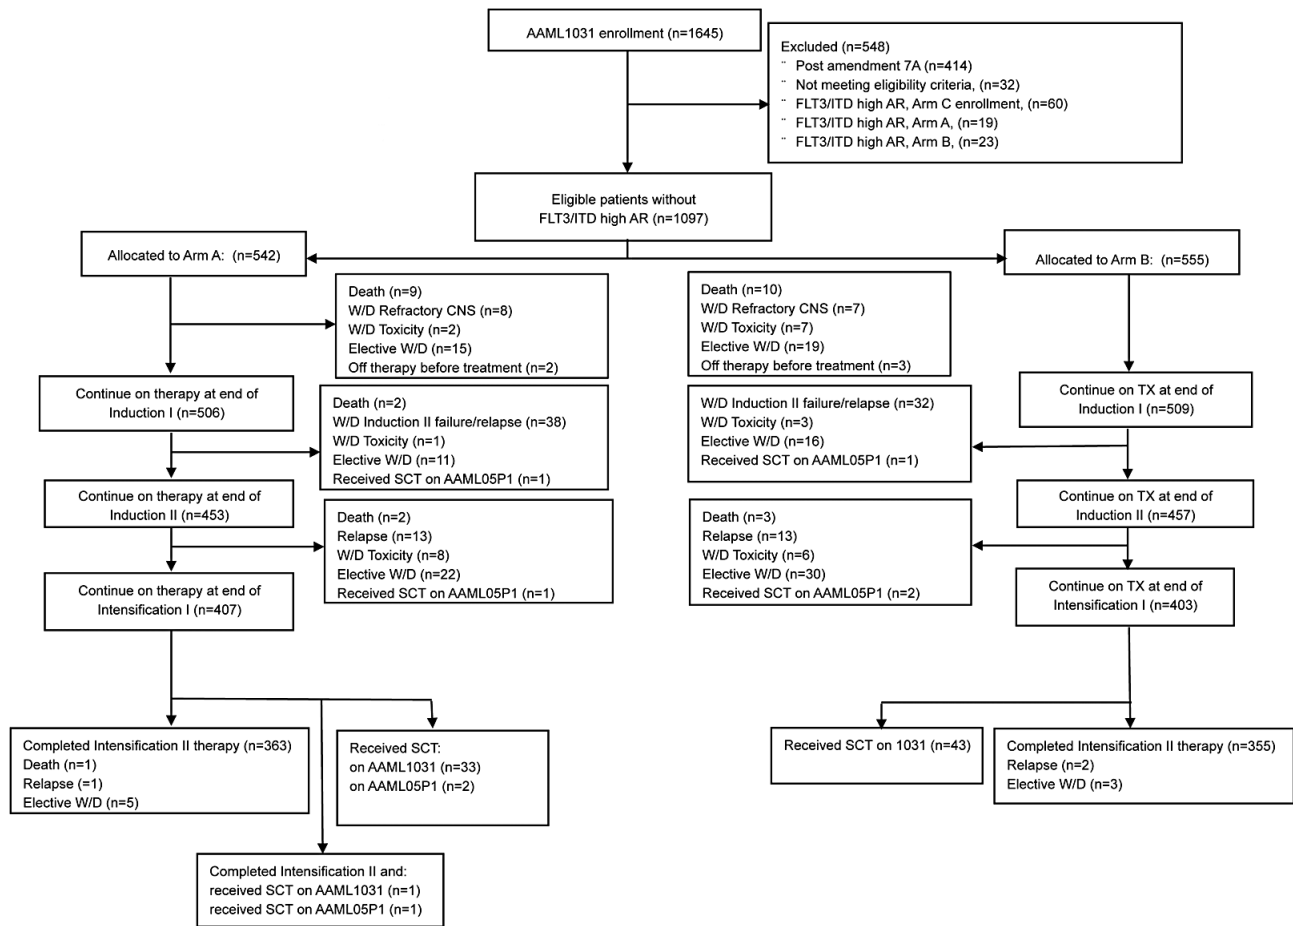 AAML1031 enrollment (n=1645)
Excluded (n=548)
¨ Post amendment 7A (n=414)
¨ Not meeting eligibility criteria, (n=32)
¨ FLT3/ITD high AR, Arm C enrollment, (n=60)
¨ FLT3/ITD high AR, Arm A, (n=19)
¨ FLT3/ITD high AR, Arm B, (n=23)
Eligible patients without
FLT3/ITD high AR (n=1097)
Allocated to Arm A: (n=542)
Allocated to Arm B: (n=555)
Death (n=9)
W/D Refractory CNS (n=8)
W/D Toxicity (n=2)
Elective W/D (n=15)
Off therapy before treatment (n=2)
Death (n=10)
W/D Refractory CNS (n=7)
W/D Toxicity (n=7)
Elective W/D (n=19)
Off therapy before treatment (n=3)
Continue on therapy at end of
Induction I (n=506)
Continue on TX at end of
Induction I (n=509)
Death (n=2)
W/D Induction II failure/relapse (n=38)
W/D Toxicity (n=1)
Elective W/D (n=11)
Received SCT on AAML05P1 (n=1)
W/D Induction II failure/relapse (n=32)
W/D Toxicity (n=3)
Elective W/D (n=16)
Received SCT on AAML05P1 (n=1)
Continue on therapy at end of
Induction II (n=453)
Continue on TX at end of
Induction II (n=457)
Death (n=2)
Relapse (n=13)
W/D Toxicity (n=8)
Elective W/D (n=22)
Received SCT on AAML05P1 (n=1)
Death (n=3)
Relapse (n=13)
W/D Toxicity (n=6)
Elective W/D (n=30)
Received SCT on AAML05P1 (n=2)
Continue on therapy at end of
Intensification I (n=407)
Continue on TX at end of
Intensification I (n=403)
Completed Intensification II therapy (n=363)
Death (n=1)
Relapse (=1)
Elective W/D (n=5)
Received SCT:
on AAML1031 (n=33)
on AAML05P1 (n=2)
Received SCT on 1031 (n=43)
Completed Intensification II therapy (n=355)
Relapse (n=2)
Elective W/D (n=3)
Completed Intensification II and:
received SCT on AAML1031 (n=1)
received SCT on AAML05P1 (n=1)